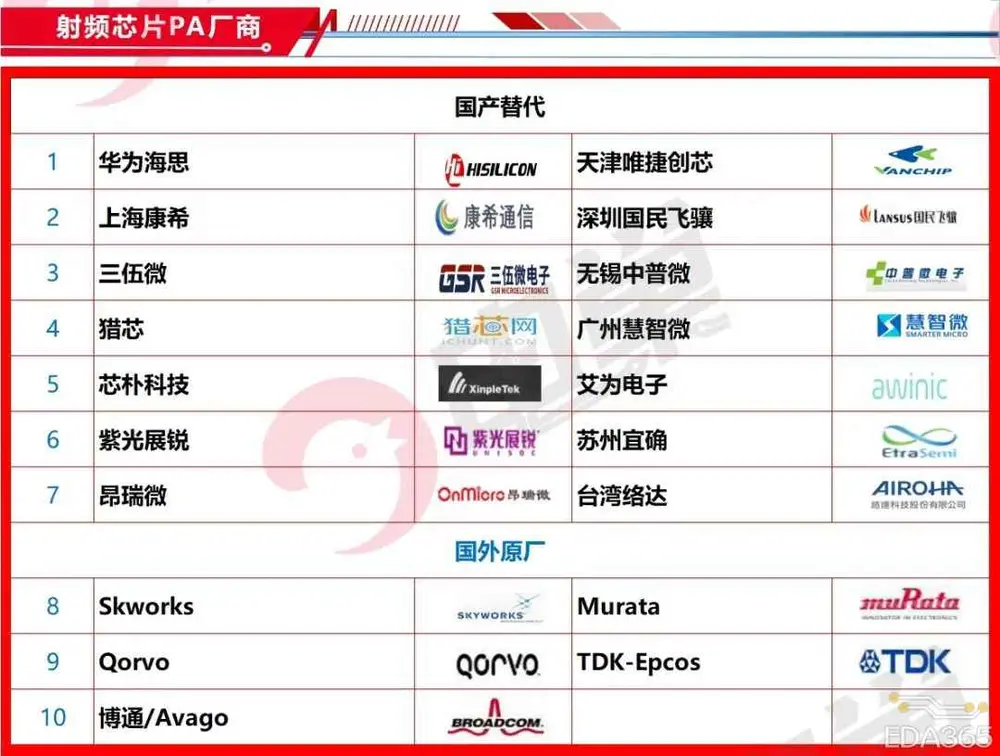 射频芯片PA厂商
国产替代
1 华为海思 HISILICON 天津唯捷创芯 VANCHIP
2 上海康希 康希通信 深圳国民飞骧 LANSUS国民飞骧
3 三伍微 GSR 三伍微电子 GSR MICROELECTRONICS 无锡中普微 中普微电子
4 猎芯 猎芯网 ICHUNT.COM 广州慧智微 慧智微 SMARTER MICRO
5 芯朴科技 XinpleTek 艾为电子 awinic
6 紫光展锐 紫光展锐 UNISOC 苏州宜确 EtraSemi
7 昂瑞微 OnMicro 昂瑞微 台湾络达 AIROHA 络達科技股份有限公司
国外原厂
8 Skworks SKYWORKS Murata muRata INNOVATOR IN ELECTRONICS
9 Qorvo QORVO TDK-Epcos TDK
10 博通/Avago BROADCOM
EDA365